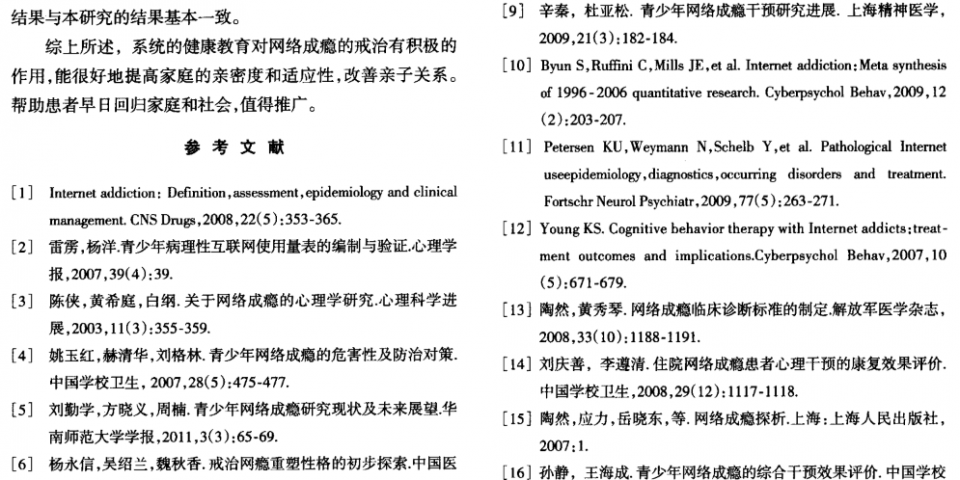 结果与本研究的结果基本一致。
综上所述，系统的健康教育对网络成瘾的戒治有积极的
作用,能很好地提高家庭的亲密度和适应性,改善亲子关系。
帮助患者早日回归家庭和社会,值得推广。
参 考 文 献
[1] Internet addiction: Definition,assessment,epidemiology and clinical
management. CNS Drugs,2008,22(5):353-365.
[2] 雷雳,杨洋.青少年病理性互联网使用量表的编制与验证.心理学
报,2007,39(4):39.
[3] 陈侠,黄希庭,白纲. 关于网络成瘾的心理学研究.心理科学进
展,2003,11(3):355-359.
[4] 姚玉红,赫清华,刘格林. 青少年网络成瘾的危害性及防治对策.
中国学校卫生, 2007,28(5):475-477.
[5] 刘勤学,方晓义,周楠. 青少年网络成瘾研究现状及未来展望.华
南师范大学学报,2011,3(3):65-69.
[6] 杨永信,吴绍兰,魏秋香. 戒治网瘾重塑性格的初步探索.中国医
[9] 辛秦，杜亚松. 青少年网络成瘾干预研究进展. 上海精神医学,
2009,21(3):182-184.
[10] Byun S,Ruffini C,Mills JE,et al. Internet addiction:Meta synthesis
of 1996-2006 quantitative research. Cyberpsychol Behav,2009,12
(2):203-207.
[11] Petersen KU,Weymann N,Schelb Y,et al. Pathological Internet
useepidemiology,diagnostics,occurring disorders and treatment.
Fortschr Neurol Psychiatr,2009,77(5):263-271.
[12] Young KS. Cognitive behavior therapy with Internet addicts:treat-
ment outcomes and implications.Cyberpsychol Behav,2007,10
(5):671-679.
[13] 陶然,黄秀琴. 网络成瘾临床诊断标准的制定.解放军医学杂志,
2008,33(10):1188-1191.
[14] 刘庆善，李遵清. 住院网络成瘾患者心理干预的康复效果评价.
中国学校卫生,2008,29(12):1117-1118.
[15] 陶然,应力,岳晓东,等. 网络成瘾探析.上海:上海人民出版社,
2007:1.
[16] 孙静，王海成. 青少年网络成瘾的综合干预效果评价. 中国学校